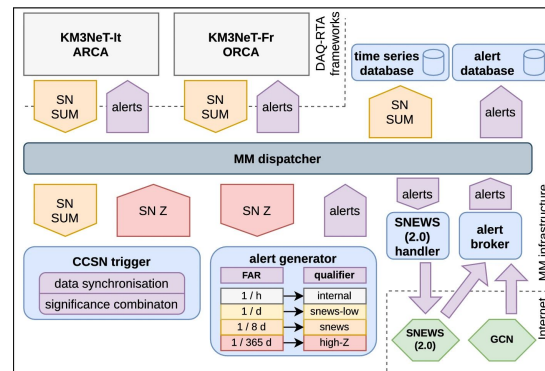 KM3NeT-It
ARCA
KM3NeT-Fr
ORCA
DAQ-RTA
frameworks
time series
database
alert
database
SN
SUM
alerts
SN
SUM
alerts
SN
SUM
alerts
MM dispatcher
SN
SUM
SN Z
SN Z
alerts
alerts
alerts
MM infrastructure
CCSN trigger
data synchronisation
significance combinaton
alert generator
FAR
qualifier
1 / h
internal
1 / d
snews-low
1 / 8 d
snews
1 / 365 d
high-Z
SNEWS
(2.0)
handler
alert
broker
Internet
SNEWS
(2.0)
GCN